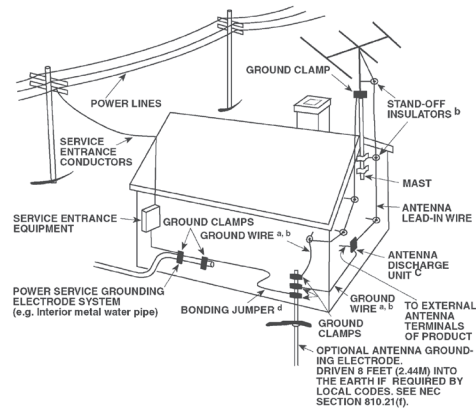 GROUND CLAMP
POWER LINES
STAND-OFF
INSULATORS b
SERVICE
ENTRANCE
CONDUCTORS
MAST
ANTENNA
LEAD-IN WIRE
SERVICE ENTRANCE
EQUIPMENT
GROUND CLAMPS
GROUND WIRE a, b
ANTENNA
DISCHARGE
UNIT C
POWER SERVICE GROUNDING
ELECTRODE SYSTEM
(e.g. Interior metal water pipe)
BONDING JUMPER d
GROUND
WIRE a, b
GROUND
CLAMPS
TO EXTERNAL
ANTENNA
TERMINALS
OF PRODUCT
OPTIONAL ANTENNA GROUND-
ING ELECTRODE.
DRIVEN 8 FEET (2.44M) INTO
THE EARTH IF REQUIRED BY
LOCAL CODES. SEE NEC
SECTION 810.21(f).